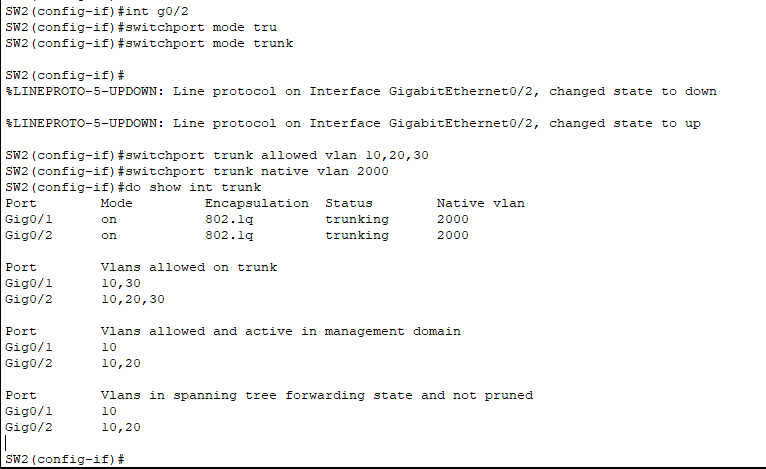 SW2(config-if)#int g0/2
SW2(config-if)#switchport mode tru
SW2(config-if)#switchport mode trunk
SW2(config-if)#
%LINEPROTO-5-UPDOWN: Line protocol on Interface GigabitEthernet0/2, changed state to down
%LINEPROTO-5-UPDOWN: Line protocol on Interface GigabitEthernet0/2, changed state to up
SW2(config-if)#switchport trunk allowed vlan 10,20,30
SW2(config-if)#switchport trunk native vlan 2000
SW2(config-if)#do show int trunk
Port        Mode         Encapsulation  Status        Native vlan
Gig0/1      on           802.1q         trunking      2000
Gig0/2      on           802.1q         trunking      2000
Port        Vlans allowed on trunk
Gig0/1      10,30
Gig0/2      10,20,30
Port        Vlans allowed and active in management domain
Gig0/1      10
Gig0/2      10,20
Port        Vlans in spanning tree forwarding state and not pruned
Gig0/1      10
Gig0/2      10,20
SW2(config-if)#